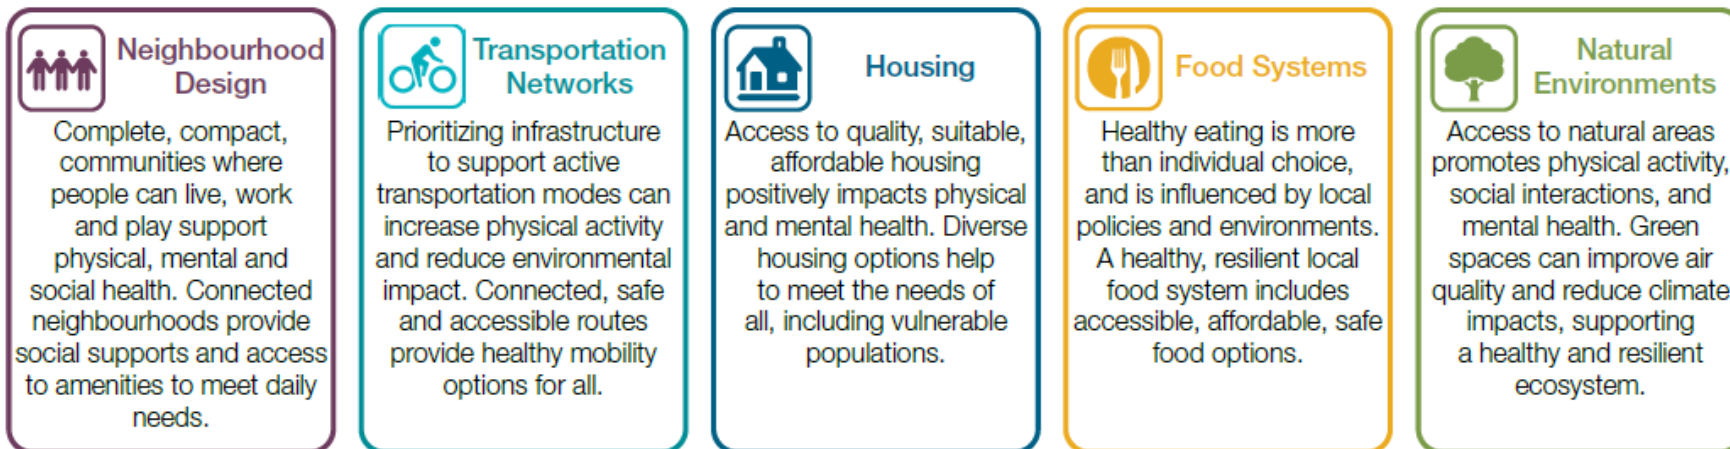 Neighbourhood
Design
Complete, compact,
communities where
people can live, work
and play support
physical, mental and
social health. Connected
neighbourhoods provide
social supports and access
to amenities to meet daily
needs.
Transportation
Networks
Prioritizing infrastructure
to support active
transportation modes can
increase physical activity
and reduce environmental
impact. Connected, safe
and accessible routes
provide healthy mobility
options for all.
Housing
Access to quality, suitable,
affordable housing
positively impacts physical
and mental health. Diverse
housing options help
to meet the needs of
all, including vulnerable
populations.
Food Systems
Healthy eating is more
than individual choice,
and is influenced by local
policies and environments.
A healthy, resilient local
food system includes
accessible, affordable, safe
food options.
Natural
Environments
Access to natural areas
promotes physical activity,
social interactions, and
mental health. Green
spaces can improve air
quality and reduce climate
impacts, supporting
a healthy and resilient
ecosystem.